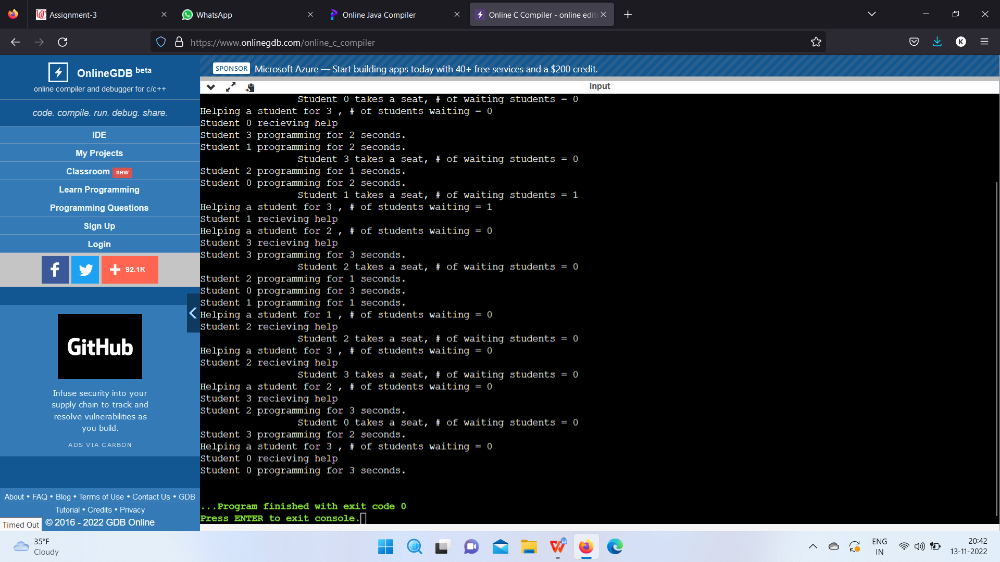 Assignment-3
WhatsApp
Online Java Compiler
Online C Compiler - online edit
https://www.onlinegdb.com/online_c_compiler
K
OnlineGDB beta
online compiler and debugger for c/c++
code. compile. run. debug. share.
IDE
My Projects
Classroom new
Learn Programming
Programming Questions
Sign Up
Login
92.1K
GitHub
Infuse security into your
supply chain to track and
resolve vulnerabilities as
you build.
ADS VIA CARBON
About • FAQ • Blog • Terms of Use • Contact Us • GDB
Tutorial • Credits • Privacy
© 2016 - 2022 GDB Online
Timed Out
SPONSOR Microsoft Azure — Start building apps today with 40+ free services and a $200 credit.
input
Student 0 takes a seat, # of waiting students = 0
Helping a student for 3 , # of students waiting = 0
Student 0 recieving help
Student 3 programming for 2 seconds.
Student 1 programming for 2 seconds.
Student 3 takes a seat, # of waiting students = 0
Student 2 programming for 1 seconds.
Student 0 programming for 2 seconds.
Student 1 takes a seat, # of waiting students = 1
Helping a student for 3 , # of students waiting = 1
Student 1 recieving help
Helping a student for 2 , # of students waiting = 0
Student 3 recieving help
Student 3 programming for 3 seconds.
Student 2 takes a seat, # of waiting students = 0
Student 2 programming for 1 seconds.
Student 0 programming for 3 seconds.
Student 1 programming for 1 seconds.
Helping a student for 1 , # of students waiting = 0
Student 2 recieving help
Student 2 takes a seat, # of waiting students = 0
Helping a student for 3 , # of students waiting = 0
Student 2 recieving help
Student 3 takes a seat, # of waiting students = 0
Helping a student for 2 , # of students waiting = 0
Student 3 recieving help
Student 2 programming for 3 seconds.
Student 0 takes a seat, # of waiting students = 0
Student 3 programming for 2 seconds.
Helping a student for 3 , # of students waiting = 0
Student 0 recieving help
Student 0 programming for 3 seconds.
...Program finished with exit code 0
Press ENTER to exit console.
35°F
Cloudy
ENG
IN
20:42
13-11-2022